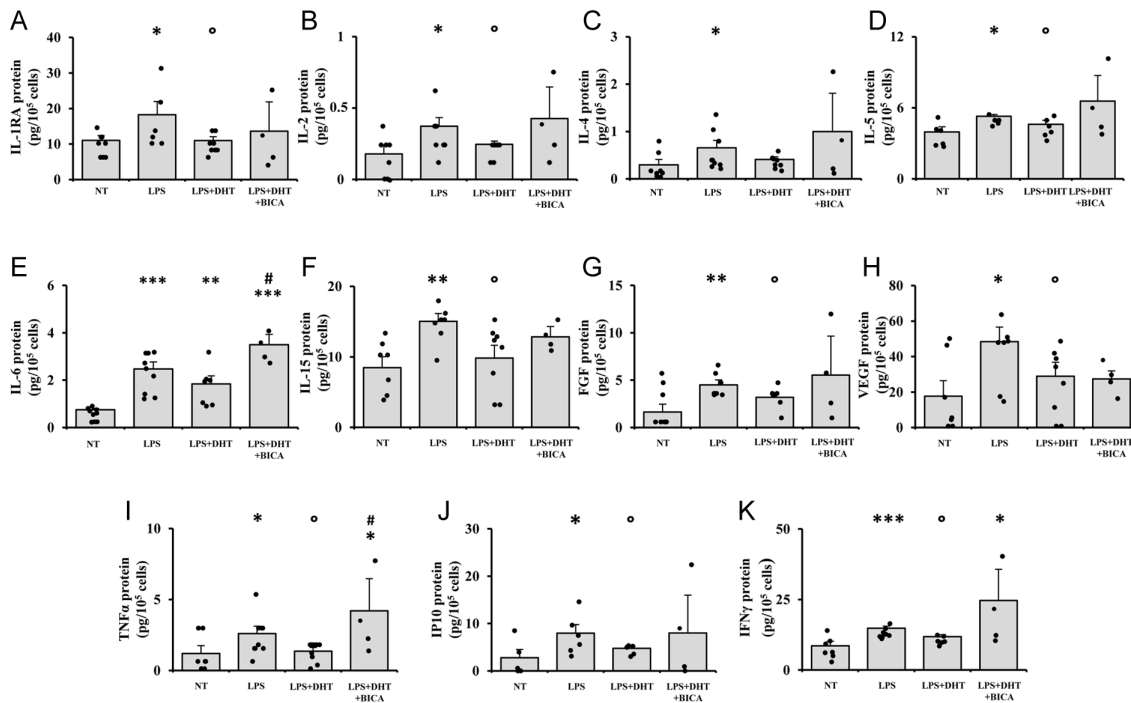 A
IL-1RA protein
(pg/10⁵ cells)
40
30
20
10
0
*
°
NT
LPS
LPS+DHT
LPS+DHT
+BICA
B
IL-2 protein
(pg/10⁵ cells)
1
0.5
0
*
°
NT
LPS
LPS+DHT
LPS+DHT
+BICA
C
IL-4 protein
(pg/10⁵ cells)
3
2
1
0
*
NT
LPS
LPS+DHT
LPS+DHT
+BICA
D
IL-5 protein
(pg/10⁵ cells)
12
6
0
*
°
NT
LPS
LPS+DHT
LPS+DHT
+BICA
E
IL-6 protein
(pg/10⁵ cells)
6
4
2
0
***
**
#
***
NT
LPS
LPS+DHT
LPS+DHT
+BICA
F
IL-15 protein
(pg/10⁵ cells)
20
10
0
**
°
NT
LPS
LPS+DHT
LPS+DHT
+BICA
G
FGF protein
(pg/10⁵ cells)
15
10
5
0
**
°
NT
LPS
LPS+DHT
LPS+DHT
+BICA
H
VEGF protein
(pg/10⁵ cells)
80
60
40
20
0
*
°
NT
LPS
LPS+DHT
LPS+DHT
+BICA
I
TNFα protein
(pg/10⁵ cells)
10
5
0
*
°
#
*
NT
LPS
LPS+DHT
LPS+DHT
+BICA
J
IP10 protein
(pg/10⁵ cells)
30
20
10
0
*
°
NT
LPS
LPS+DHT
LPS+DHT
+BICA
K
IFNγ protein
(pg/10⁵ cells)
50
25
0
***
°
*
NT
LPS
LPS+DHT
LPS+DHT
+BICA